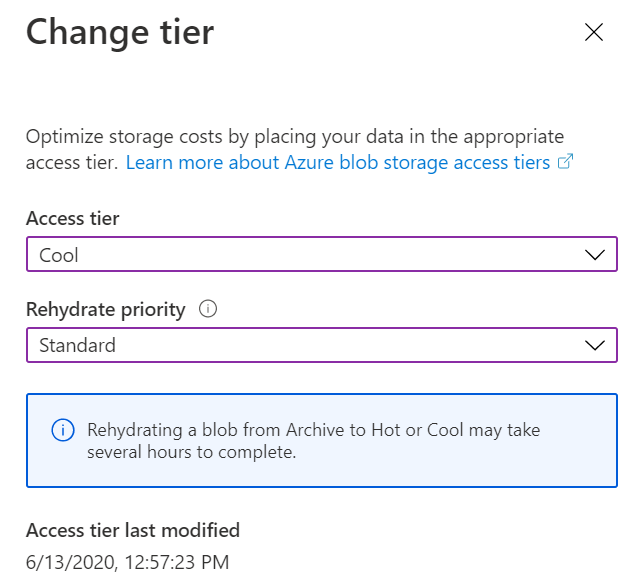 Change tier
Optimize storage costs by placing your data in the appropriate
access tier. Learn more about Azure blob storage access tiers
Access tier
Cool
Rehydrate priority
Standard
Rehydrating a blob from Archive to Hot or Cool may take
several hours to complete.
Access tier last modified
6/13/2020, 12:57:23 PM